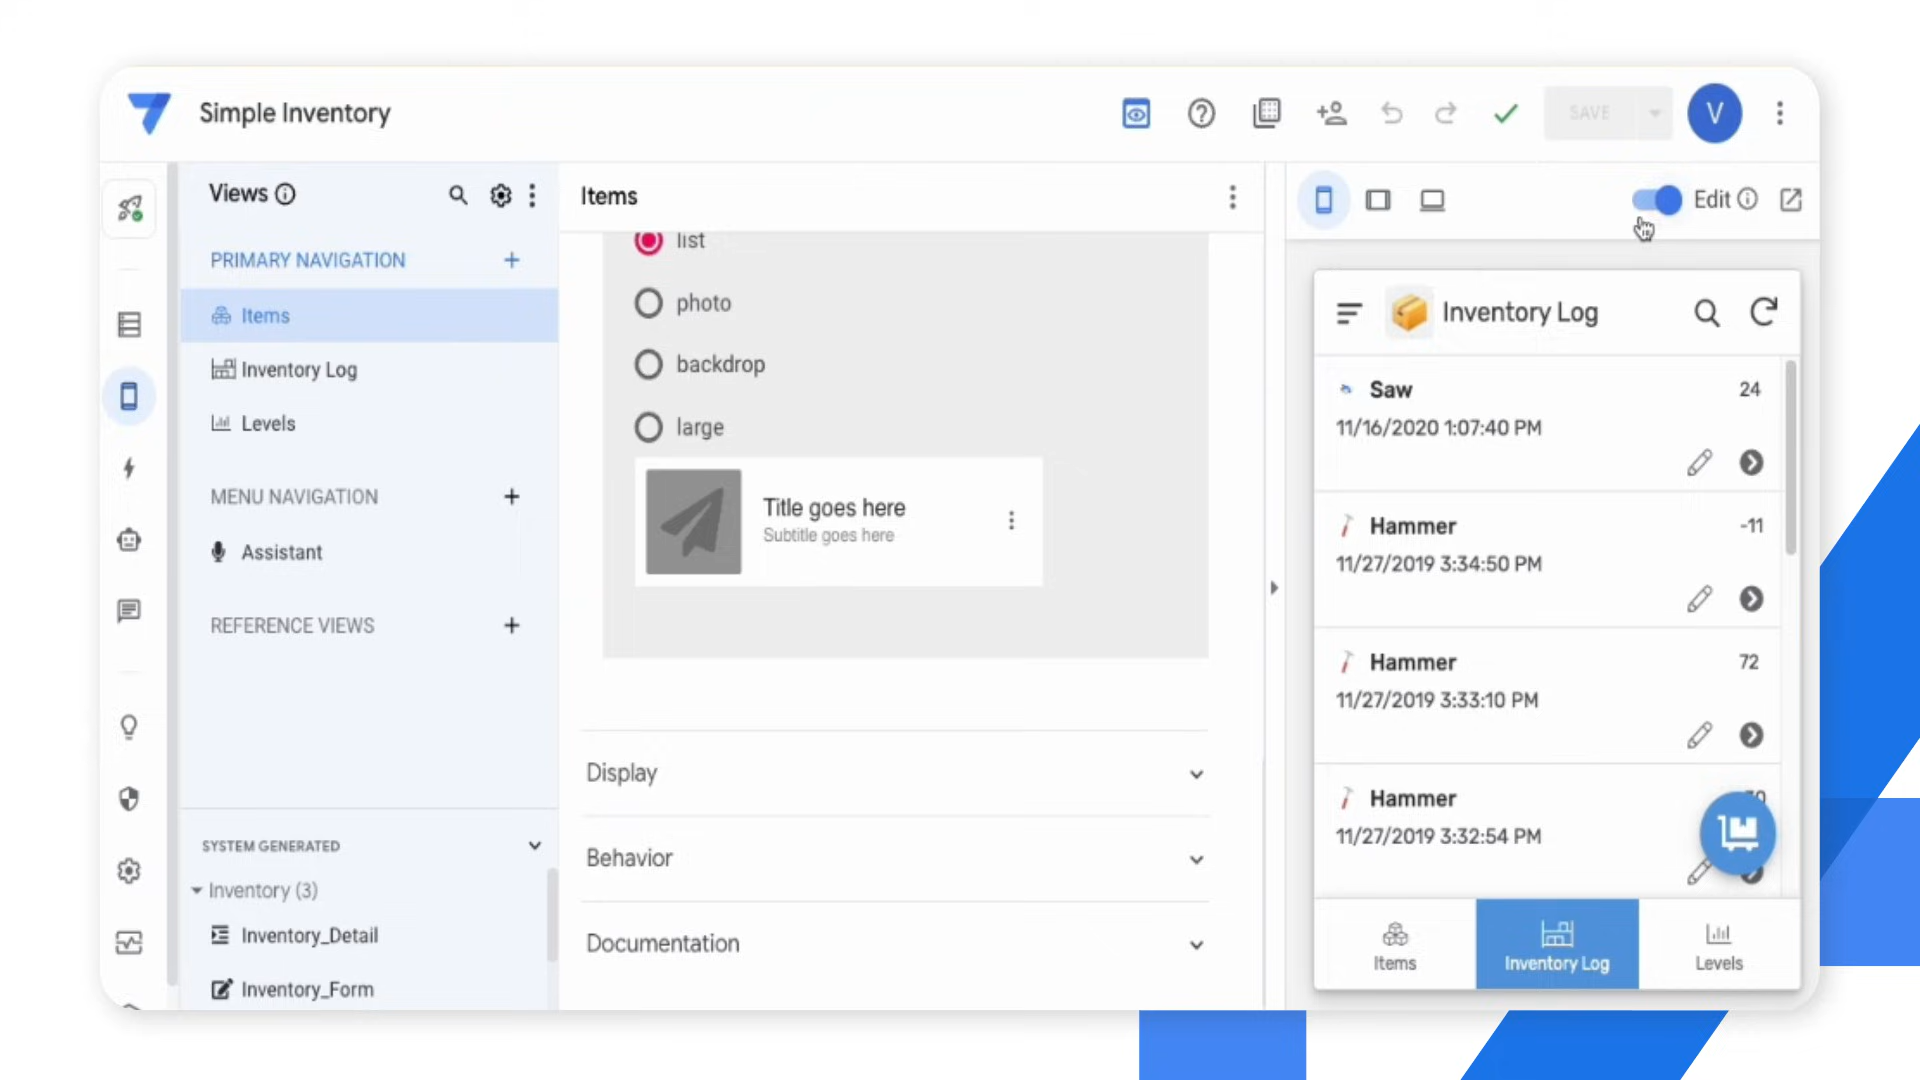 Simple Inventory
SAVE
V
Views
PRIMARY NAVIGATION
Items
Inventory Log
Levels
MENU NAVIGATION
Assistant
REFERENCE VIEWS
SYSTEM GENERATED
Inventory (3)
Inventory_Detail
Inventory_Form
Items
list
photo
backdrop
large
Title goes here
Subtitle goes here
Display
Behavior
Documentation
Edit
Inventory Log
Saw 24
11/16/2020 1:07:40 PM
Hammer -11
11/27/2019 3:34:50 PM
Hammer 72
11/27/2019 3:33:10 PM
Hammer
11/27/2019 3:32:54 PM
Items
Inventory Log
Levels